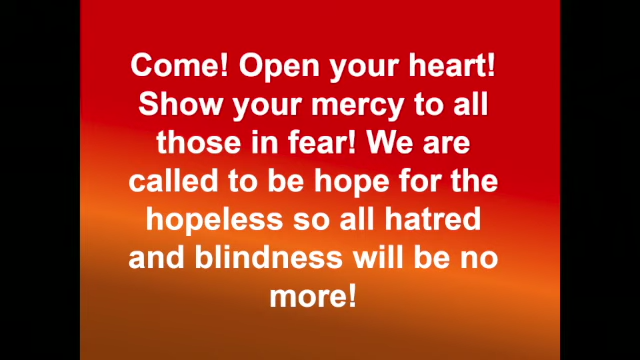 Come! Open your heart!
Show your mercy to all
those in fear! We are
called to be hope for the
hopeless so all hatred
and blindness will be no
more!